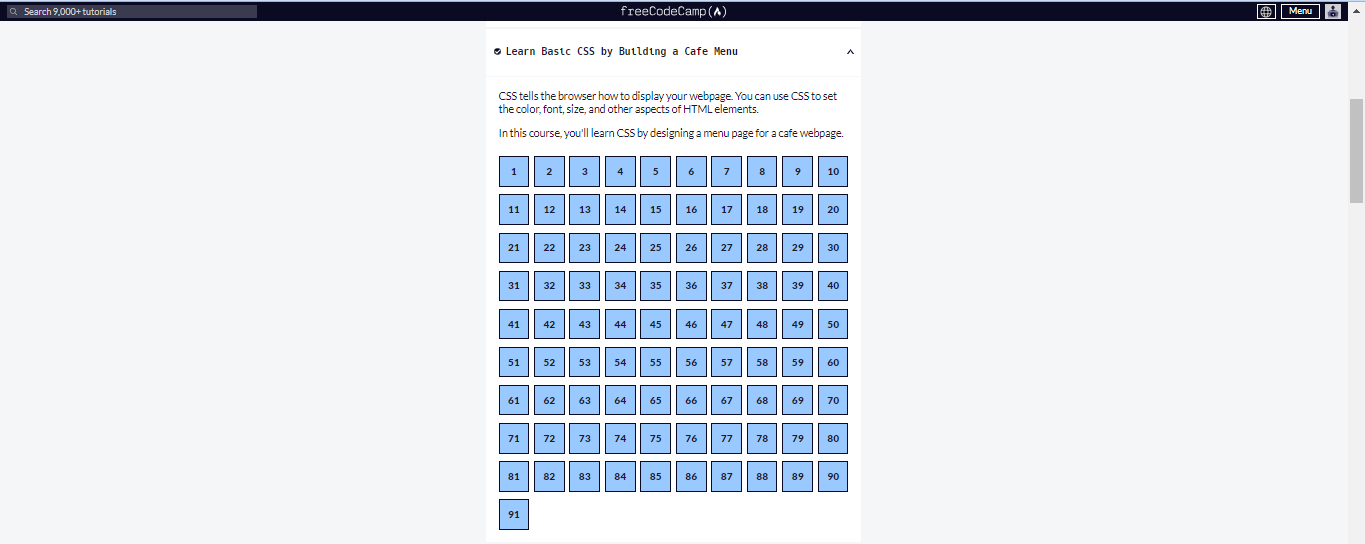 Search 9,000+ tutorials
freeCodeCamp
Menu
Learn Basic CSS by Building a Cafe Menu
CSS tells the browser how to display your webpage. You can use CSS to set
the color, font, size, and other aspects of HTML elements.
In this course, you'll learn CSS by designing a menu page for a cafe webpage.
1 2 3 4 5 6 7 8 9 10
11 12 13 14 15 16 17 18 19 20
21 22 23 24 25 26 27 28 29 30
31 32 33 34 35 36 37 38 39 40
41 42 43 44 45 46 47 48 49 50
51 52 53 54 55 56 57 58 59 60
61 62 63 64 65 66 67 68 69 70
71 72 73 74 75 76 77 78 79 80
81 82 83 84 85 86 87 88 89 90
91